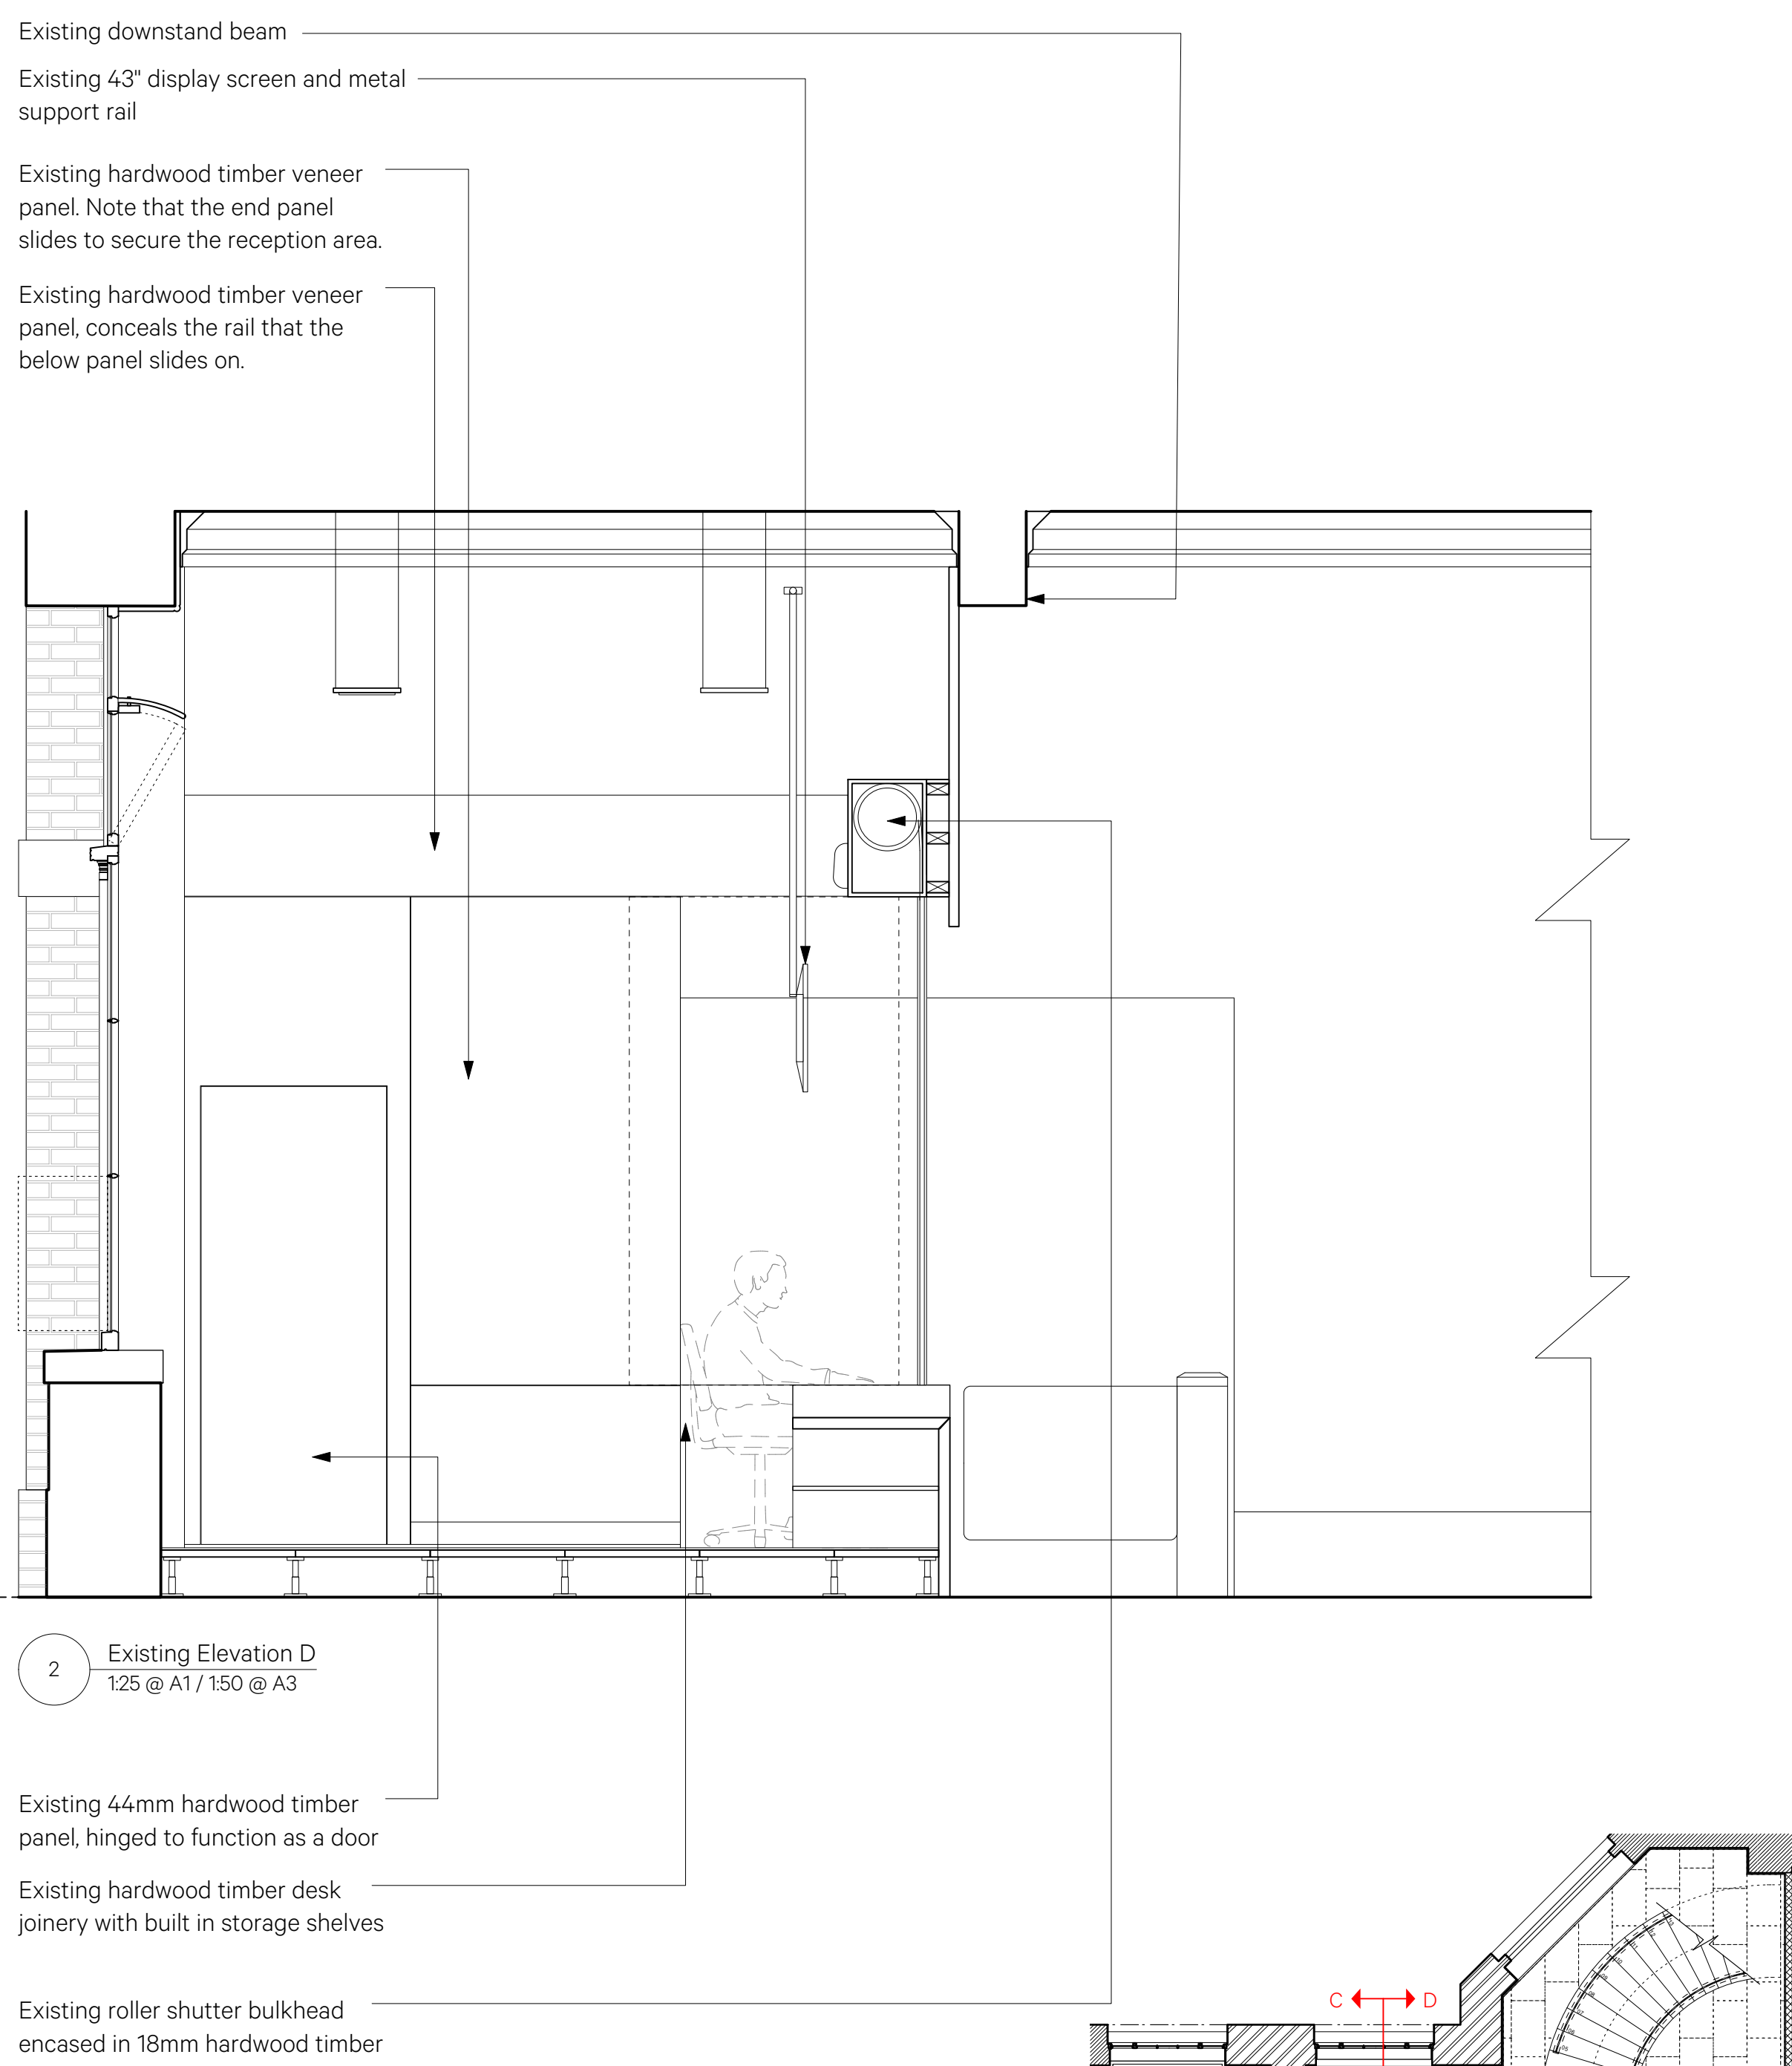 Existing downstand beam
Existing 43" display screen and metal
support rail
Existing hardwood timber veneer
panel. Note that the end panel
slides to secure the reception area.
Existing hardwood timber veneer
panel, conceals the rail that the
below panel slides on.
2
Existing Elevation D
1:25 @ A1 / 1:50 @ A3
Existing 44mm hardwood timber
panel, hinged to function as a door
Existing hardwood timber desk
joinery with built in storage shelves
Existing roller shutter bulkhead
encased in 18mm hardwood timber
C D